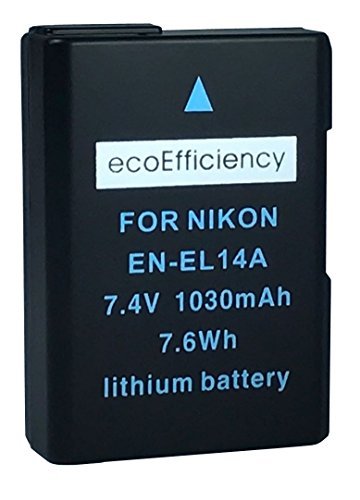 ecoEfficiency
FOR NIKON
EN-EL14A
7.4V 1030mAh
7.6Wh
lithium battery